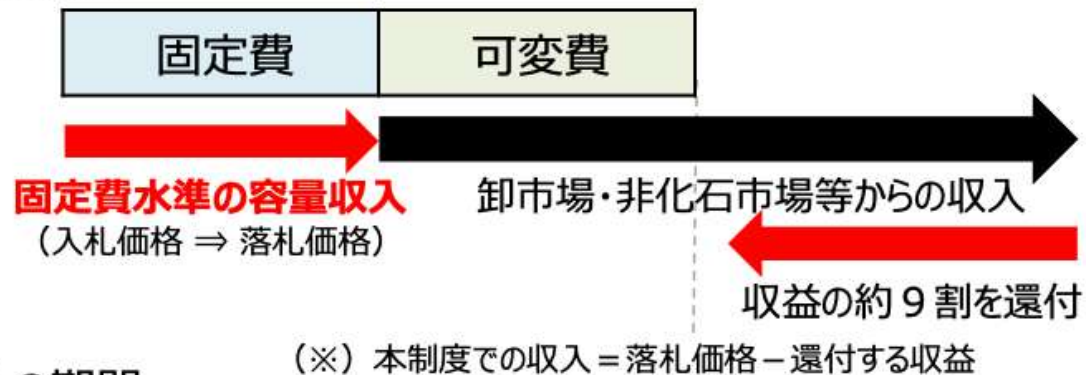 固定費 可変費
固定費水準の容量収入
（入札価格 ⇒ 落札価格）
卸市場・非化石市場等からの収入
収益の約９割を還付
（※）本制度での収入＝落札価格－還付する収益